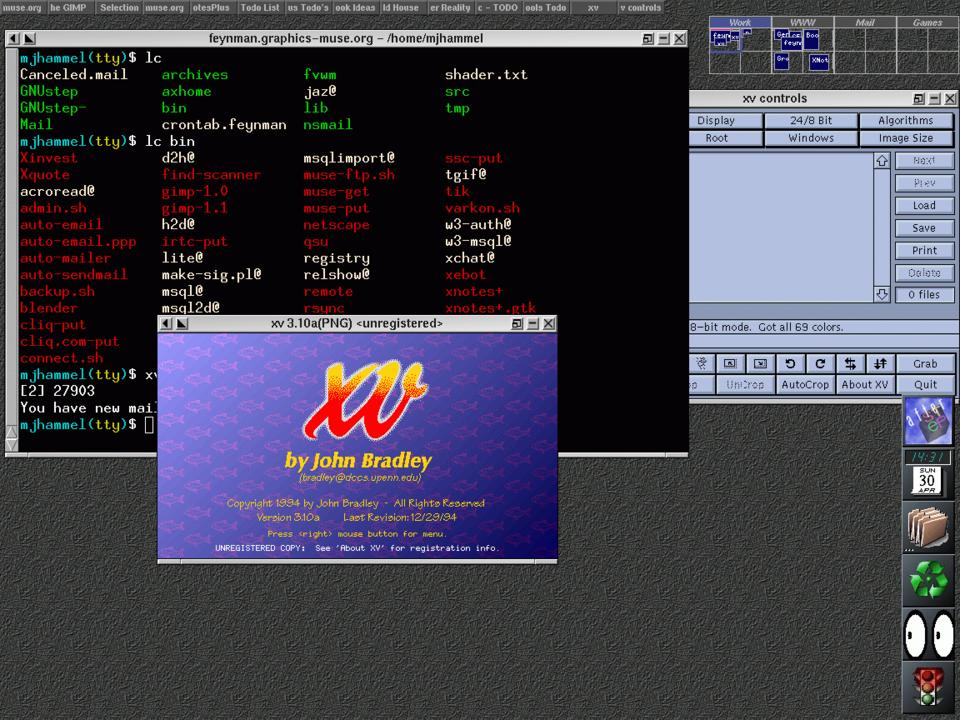 muse.org he GIMP Selection muse.org otesPlus Todo List us Todo's ook Ideas ld House er Reality c - TODO ools Todo xv v controls
Work WWW Mail Games
feynman.graphics-muse.org - /home/mjhammel
mjhammel(tty)$ lc
Canceled.mail archives fvwm shader.txt
GNUstep axhome jaz@ src
GNUstep- bin lib tmp
Mail crontab.feynman nsmail
mjhammel(tty)$ lc bin
Xinvest d2h@ msqlimport@ ssc-put
Xquote find-scanner muse-ftp.sh tgif@
acroread@ gimp-1.0 muse-get tik
admin.sh gimp-1.1 muse-put varkon.sh
auto-email h2d@ netscape w3-auth@
auto-email.ppp irtc-put qsu w3-msql@
auto-mailer lite@ registry xchat@
auto-sendmail make-sig.pl@ relshow@ xebot
backup.sh msql@ remote xnotes+
blender msql2d@ rsync xnotes+.gtk
cliq-put
cliq.com-put
connect.sh
mjhammel(tty)$ xv
[2] 27903
You have new mail
mjhammel(tty)$
xv 3.10a(PNG) <unregistered>
xv
by John Bradley
(bradley@dccs.upenn.edu)
Copyright 1994 by John Bradley - All Rights Reserved
Version 3.10a Last Revision: 12/29/94
Press <right> mouse button for menu.
UNREGISTERED COPY: See 'About XV' for registration info.
xv controls
Display 24/8 Bit Algorithms
Root Windows Image Size
Next
Prev
Load
Save
Print
Delete
0 files
8-bit mode. Got all 69 colors.
Grab
UnCrop AutoCrop About XV Quit
after
14:31
SUN
30
APR